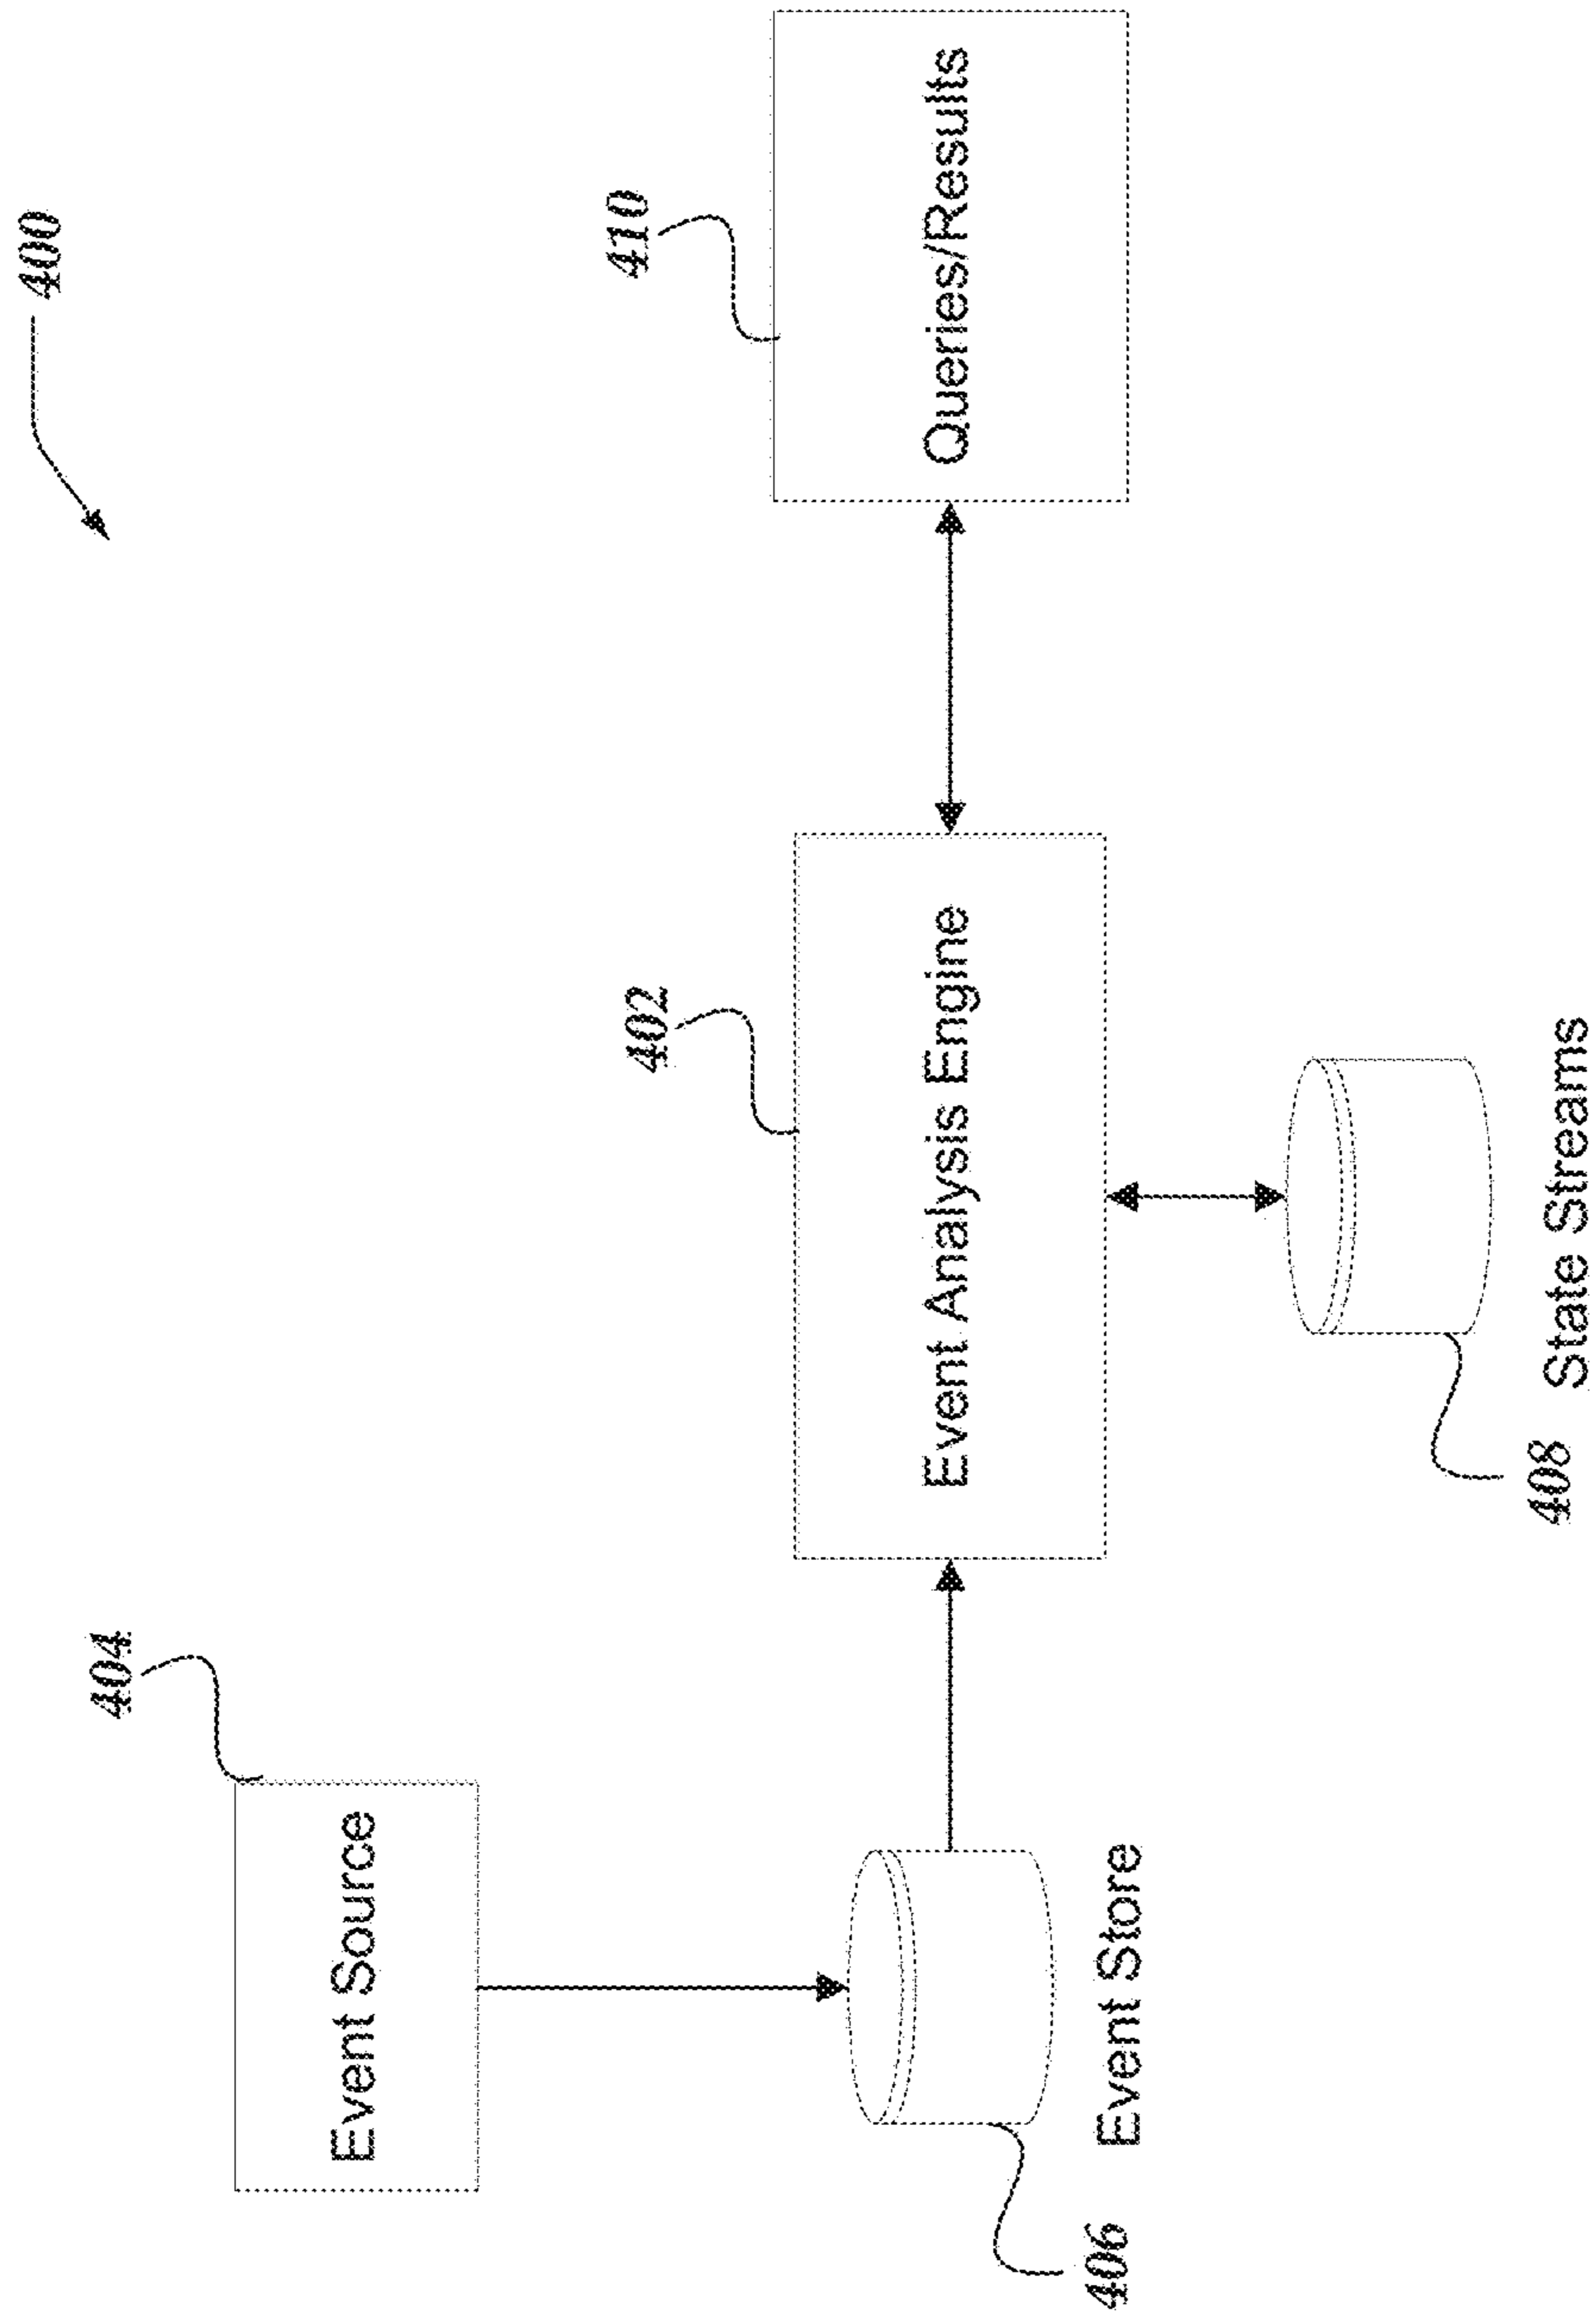 400
404
Event Source
402
410
Event Analysis Engine
Queries/Results
406
Event Store
408
State Streams